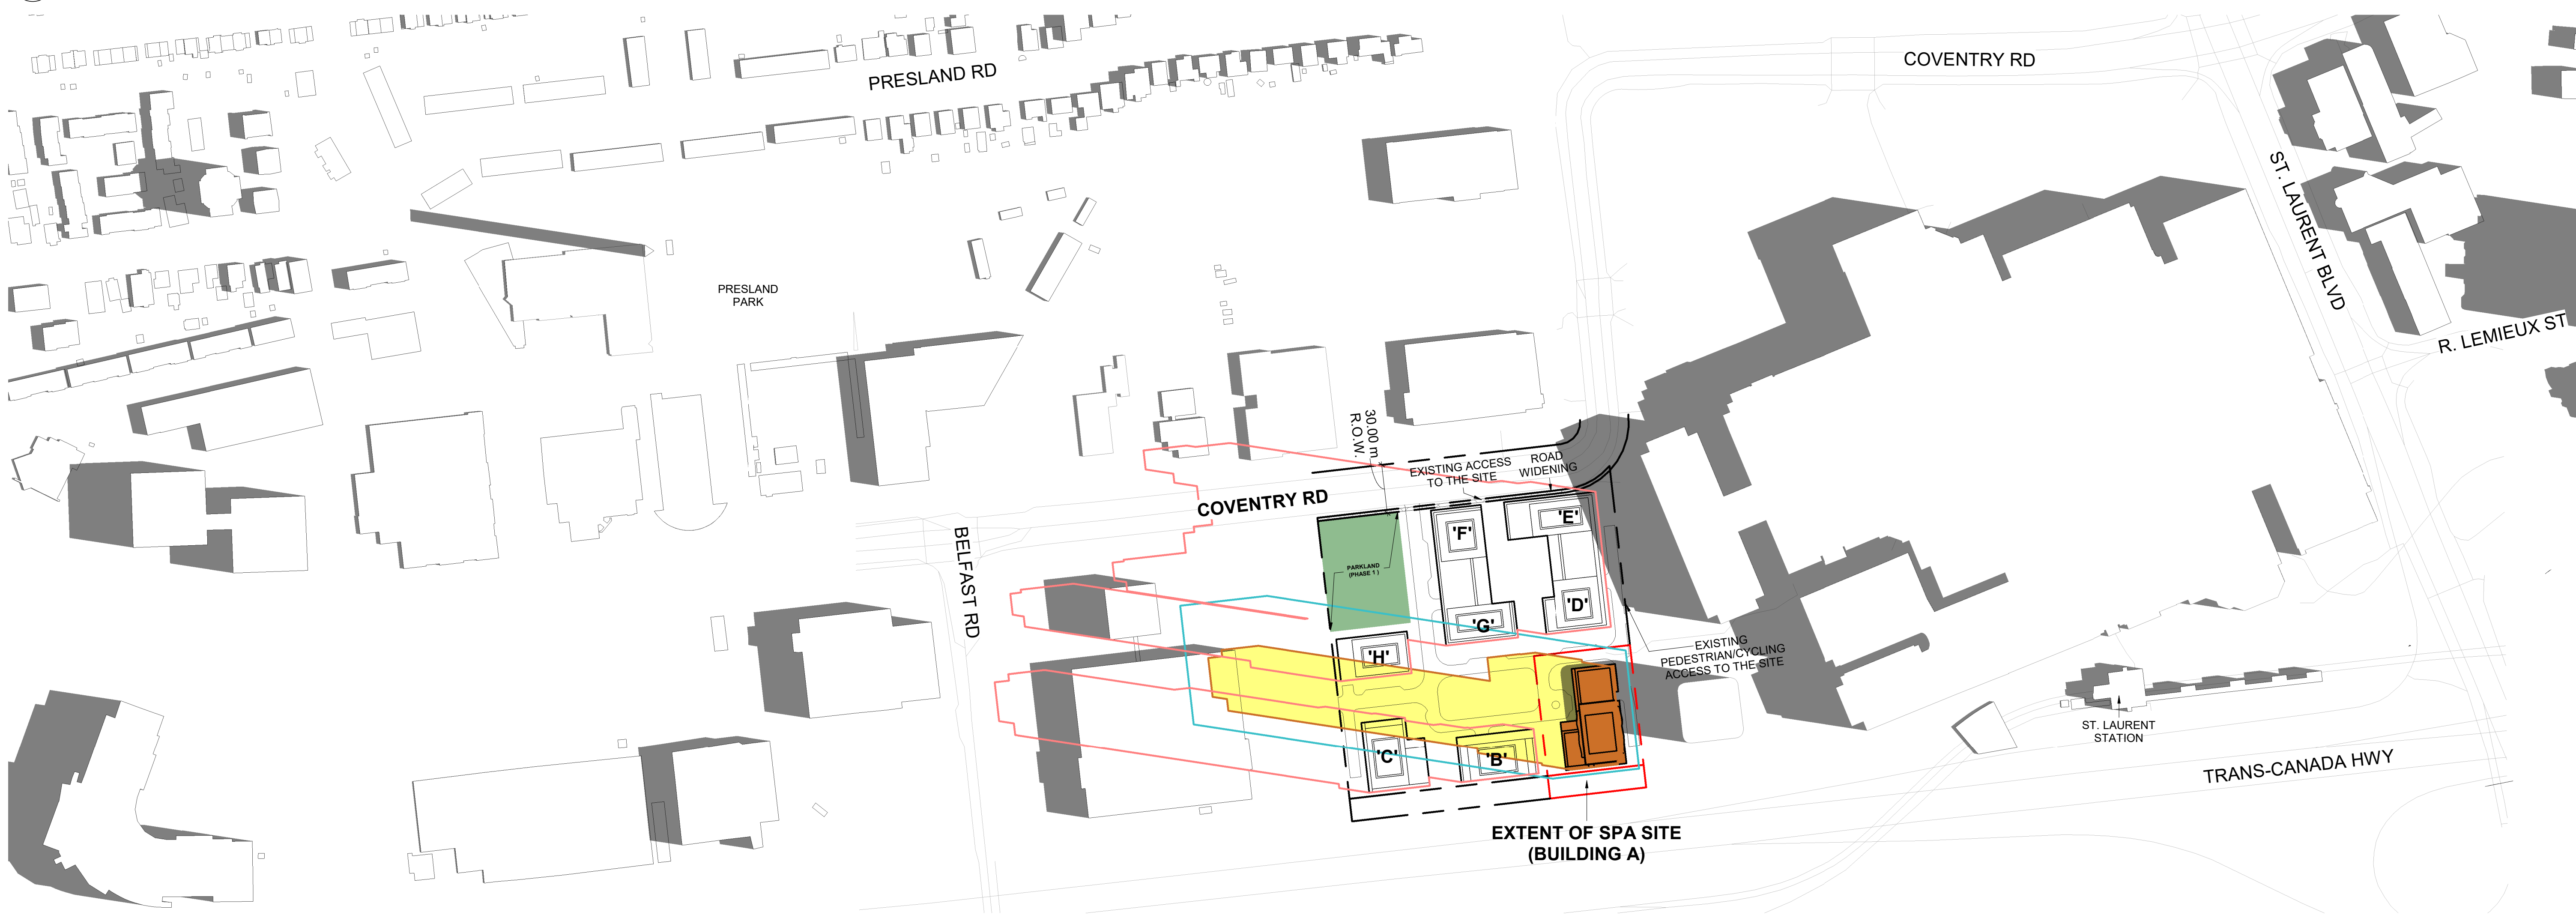 COVENTRY RD
PRESLAND RD
ST. LAURENT BLVD
PRESLAND
PARK
R. LEMIEUX ST
30.00 m
R.O.W.
EXISTING ACCESS
TO THE SITE
ROAD
WIDENING
COVENTRY RD
'F'
'E'
BELFAST RD
PARKLAND
(PHASE 1 )
'D'
'G'
EXISTING
PEDESTRIAN/CYCLING
ACCESS TO THE SITE
'H'
ST. LAURENT
STATION
'C'
'B'
TRANS-CANADA HWY
EXTENT OF SPA SITE
(BUILDING A)